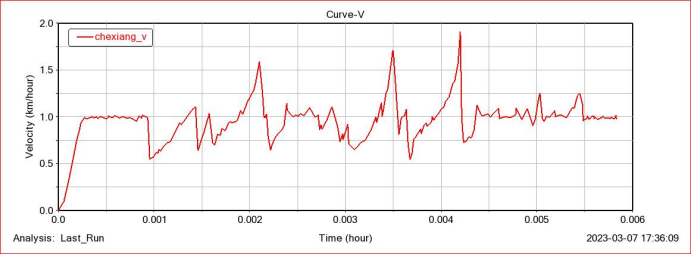 Curve-V
2.0
chexiang_v
1.5
1.0
0.5
0.0
Velocity (km/hour)
0.0 0.001 0.002 0.003 0.004 0.005 0.006
Analysis: Last_Run Time (hour) 2023-03-07 17:36:09